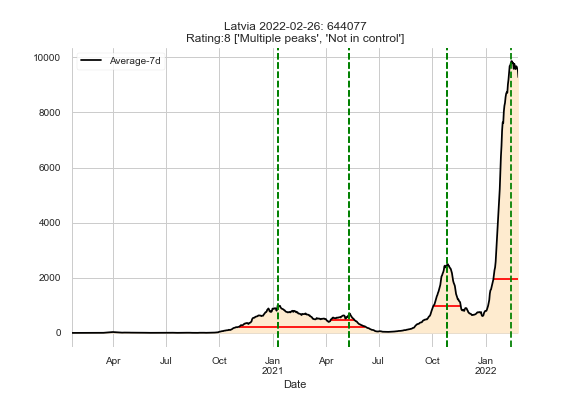 Latvia 2022-02-26: 644077
Rating:8 ['Multiple peaks', 'Not in control']
Average-7d
10000
8000
6000
4000
2000
0
Apr Jul Oct Jan Apr Jul Oct Jan
2021 2022
Date